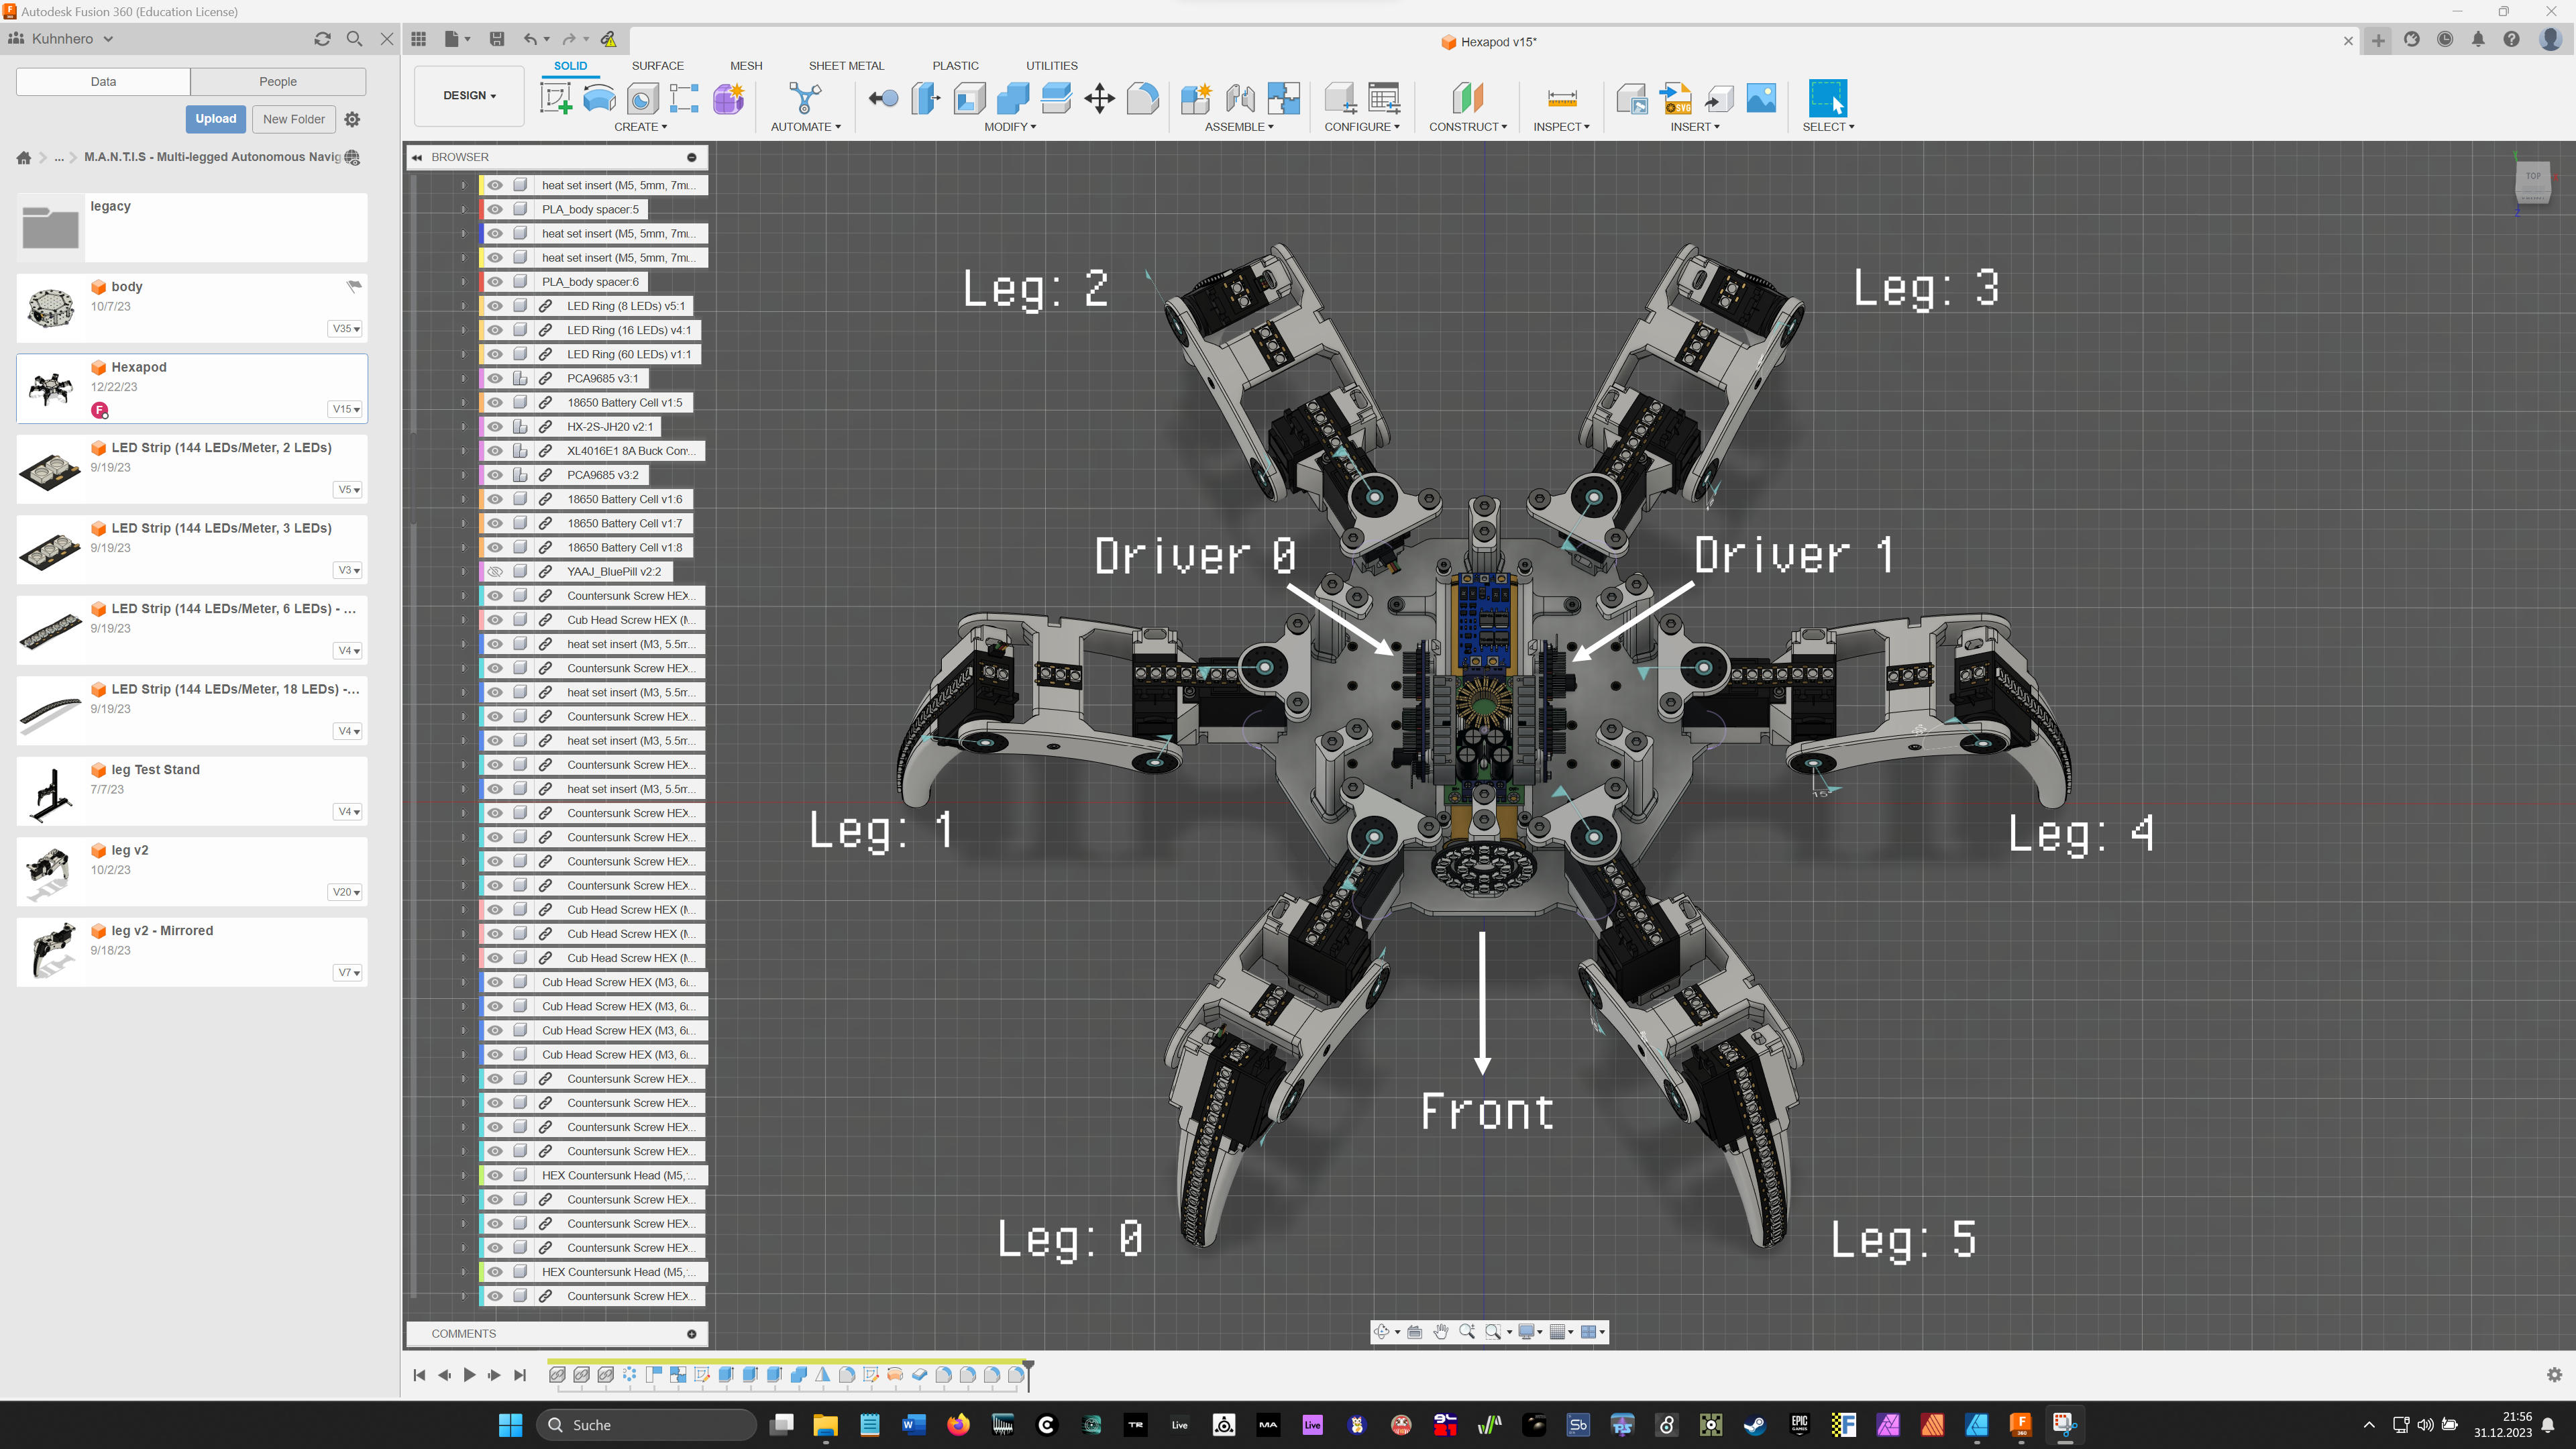 Autodesk Fusion 360 (Education License)
Kuhnhero
Hexapod v15*
Data
People
Upload
New Folder
... M.A.N.T.I.S - Multi-legged Autonomous Navig
legacy
body
10/7/23
V35
Hexapod
12/22/23
F
V15
LED Strip (144 LEDs/Meter, 2 LEDs)
9/19/23
V5
LED Strip (144 LEDs/Meter, 3 LEDs)
9/19/23
V3
LED Strip (144 LEDs/Meter, 6 LEDs) - ...
9/19/23
V4
LED Strip (144 LEDs/Meter, 18 LEDs) -...
9/19/23
V4
leg Test Stand
7/7/23
V4
leg v2
10/2/23
V20
leg v2 - Mirrored
9/18/23
V7
DESIGN
SOLID
SURFACE
MESH
SHEET METAL
PLASTIC
UTILITIES
CREATE
AUTOMATE
MODIFY
ASSEMBLE
CONFIGURE
CONSTRUCT
INSPECT
INSERT
SELECT
BROWSER
heat set insert (M5, 5mm, 7m...
PLA_body spacer:5
heat set insert (M5, 5mm, 7m...
heat set insert (M5, 5mm, 7m...
PLA_body spacer:6
LED Ring (8 LEDs) v5:1
LED Ring (16 LEDs) v4:1
LED Ring (60 LEDs) v1:1
PCA9685 v3:1
18650 Battery Cell v1:5
HX-2S-JH20 v2:1
XL4016E1 8A Buck Con...
PCA9685 v3:2
18650 Battery Cell v1:6
18650 Battery Cell v1:7
18650 Battery Cell v1:8
YAAJ_BluePill v2:2
Countersunk Screw HEX...
Cub Head Screw HEX (M...
heat set insert (M3, 5.5m...
Countersunk Screw HEX...
heat set insert (M3, 5.5m...
Countersunk Screw HEX...
heat set insert (M3, 5.5m...
Countersunk Screw HEX...
heat set insert (M3, 5.5m...
Countersunk Screw HEX...
Countersunk Screw HEX...
Countersunk Screw HEX...
Countersunk Screw HEX...
Cub Head Screw HEX (M...
Cub Head Screw HEX (M...
Cub Head Screw HEX (M...
Cub Head Screw HEX (M3, 6...
Cub Head Screw HEX (M3, 6...
Cub Head Screw HEX (M3, 6...
Cub Head Screw HEX (M3, 6...
Countersunk Screw HEX...
Countersunk Screw HEX...
Countersunk Screw HEX...
Countersunk Screw HEX...
HEX Countersunk Head (M5, ...
Countersunk Screw HEX...
Countersunk Screw HEX...
Countersunk Screw HEX...
HEX Countersunk Head (M5, ...
Countersunk Screw HEX...
COMMENTS
TOP
Leg: 2
Leg: 3
Driver 0
Driver 1
Leg: 1
Leg: 4
Front
Leg: 0
Leg: 5
Suche
21:56
31.12.2023